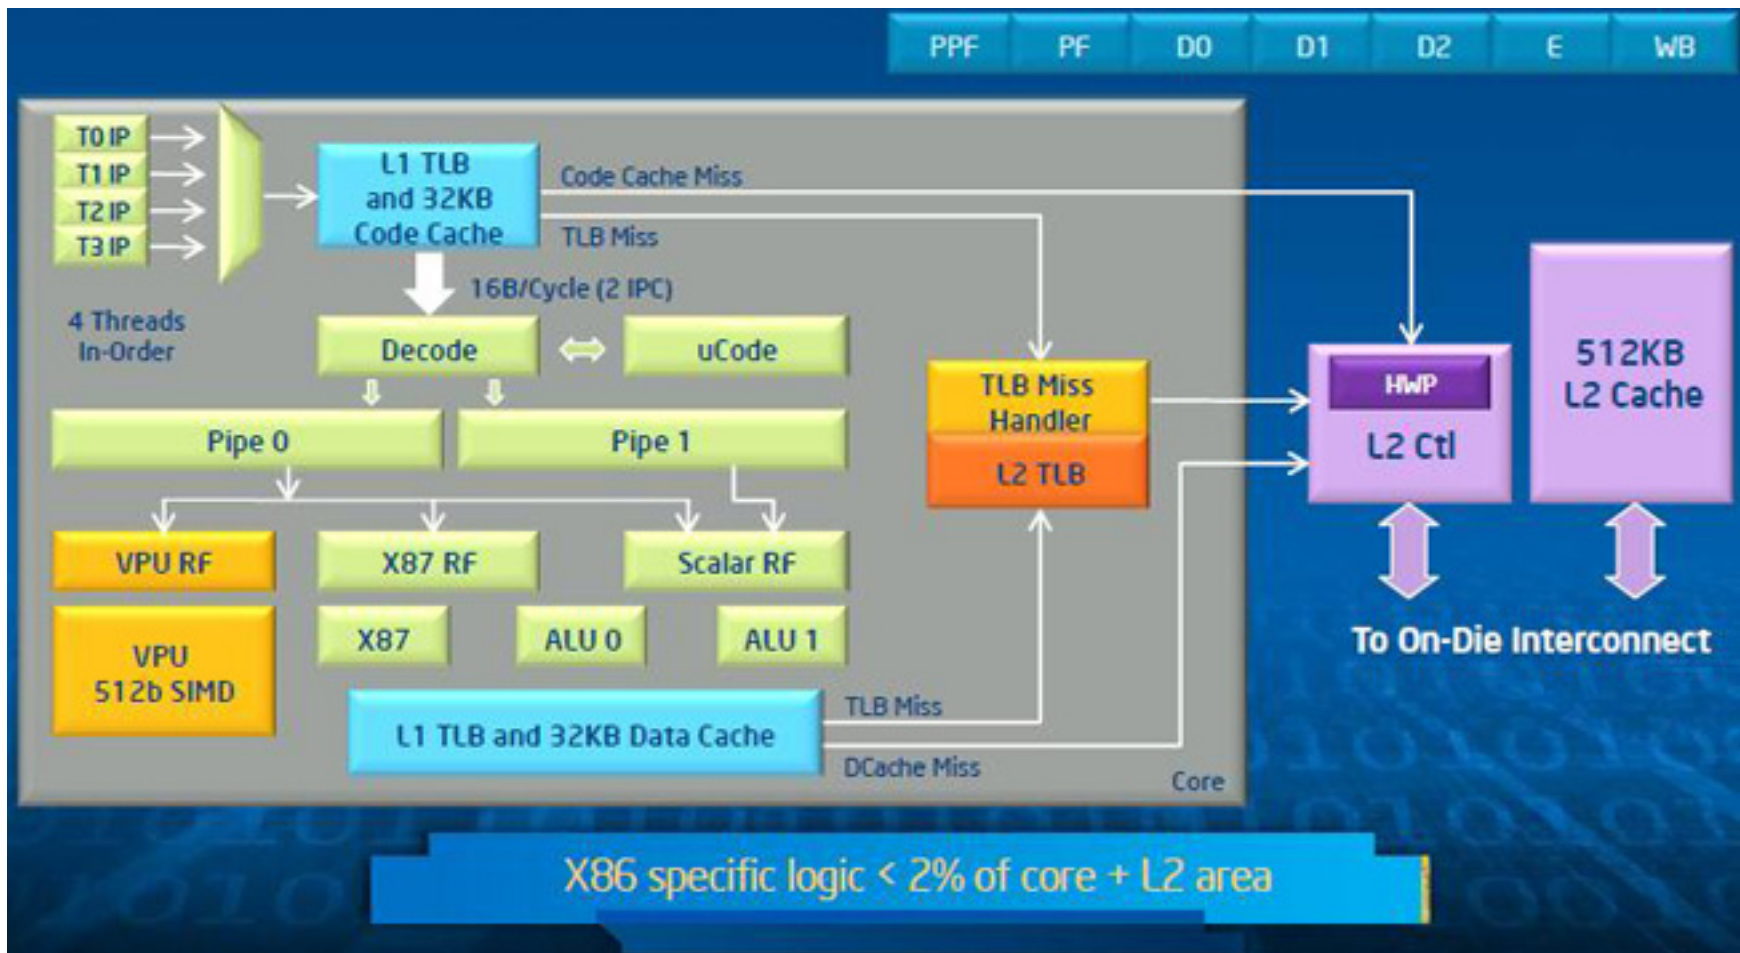 PPF PF D0 D1 D2 E WB
T0 IP
T1 IP
T2 IP
T3 IP
4 Threads
In-Order
L1 TLB
and 32KB
Code Cache
Code Cache Miss
TLB Miss
16B/Cycle (2 IPC)
Decode
uCode
Pipe 0
Pipe 1
VPU RF
X87 RF
Scalar RF
VPU
512b SIMD
X87
ALU 0
ALU 1
L1 TLB and 32KB Data Cache
TLB Miss
DCache Miss
TLB Miss
Handler
L2 TLB
Core
HWP
L2 Ctl
512KB
L2 Cache
To On-Die Interconnect
X86 specific logic < 2% of core + L2 area